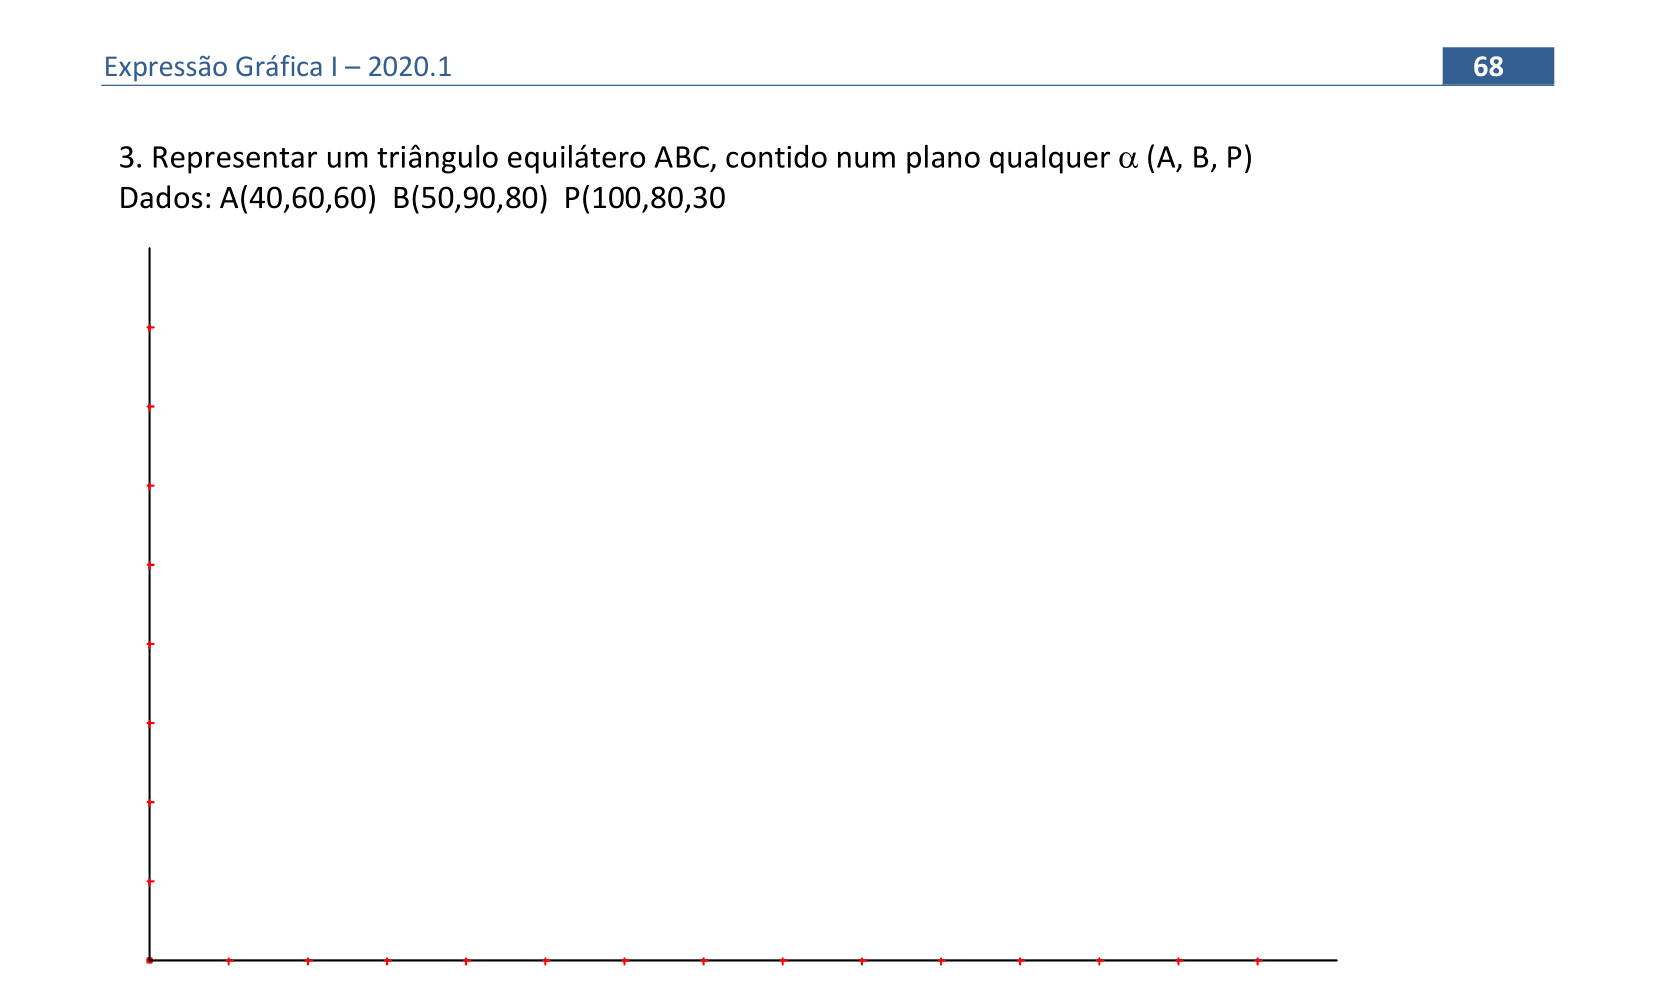 Expressão Gráfica I – 2020.1
68
3. Representar um triângulo equilátero ABC, contido num plano qualquer α (A, B, P)
Dados: A(40,60,60)  B(50,90,80)  P(100,80,30